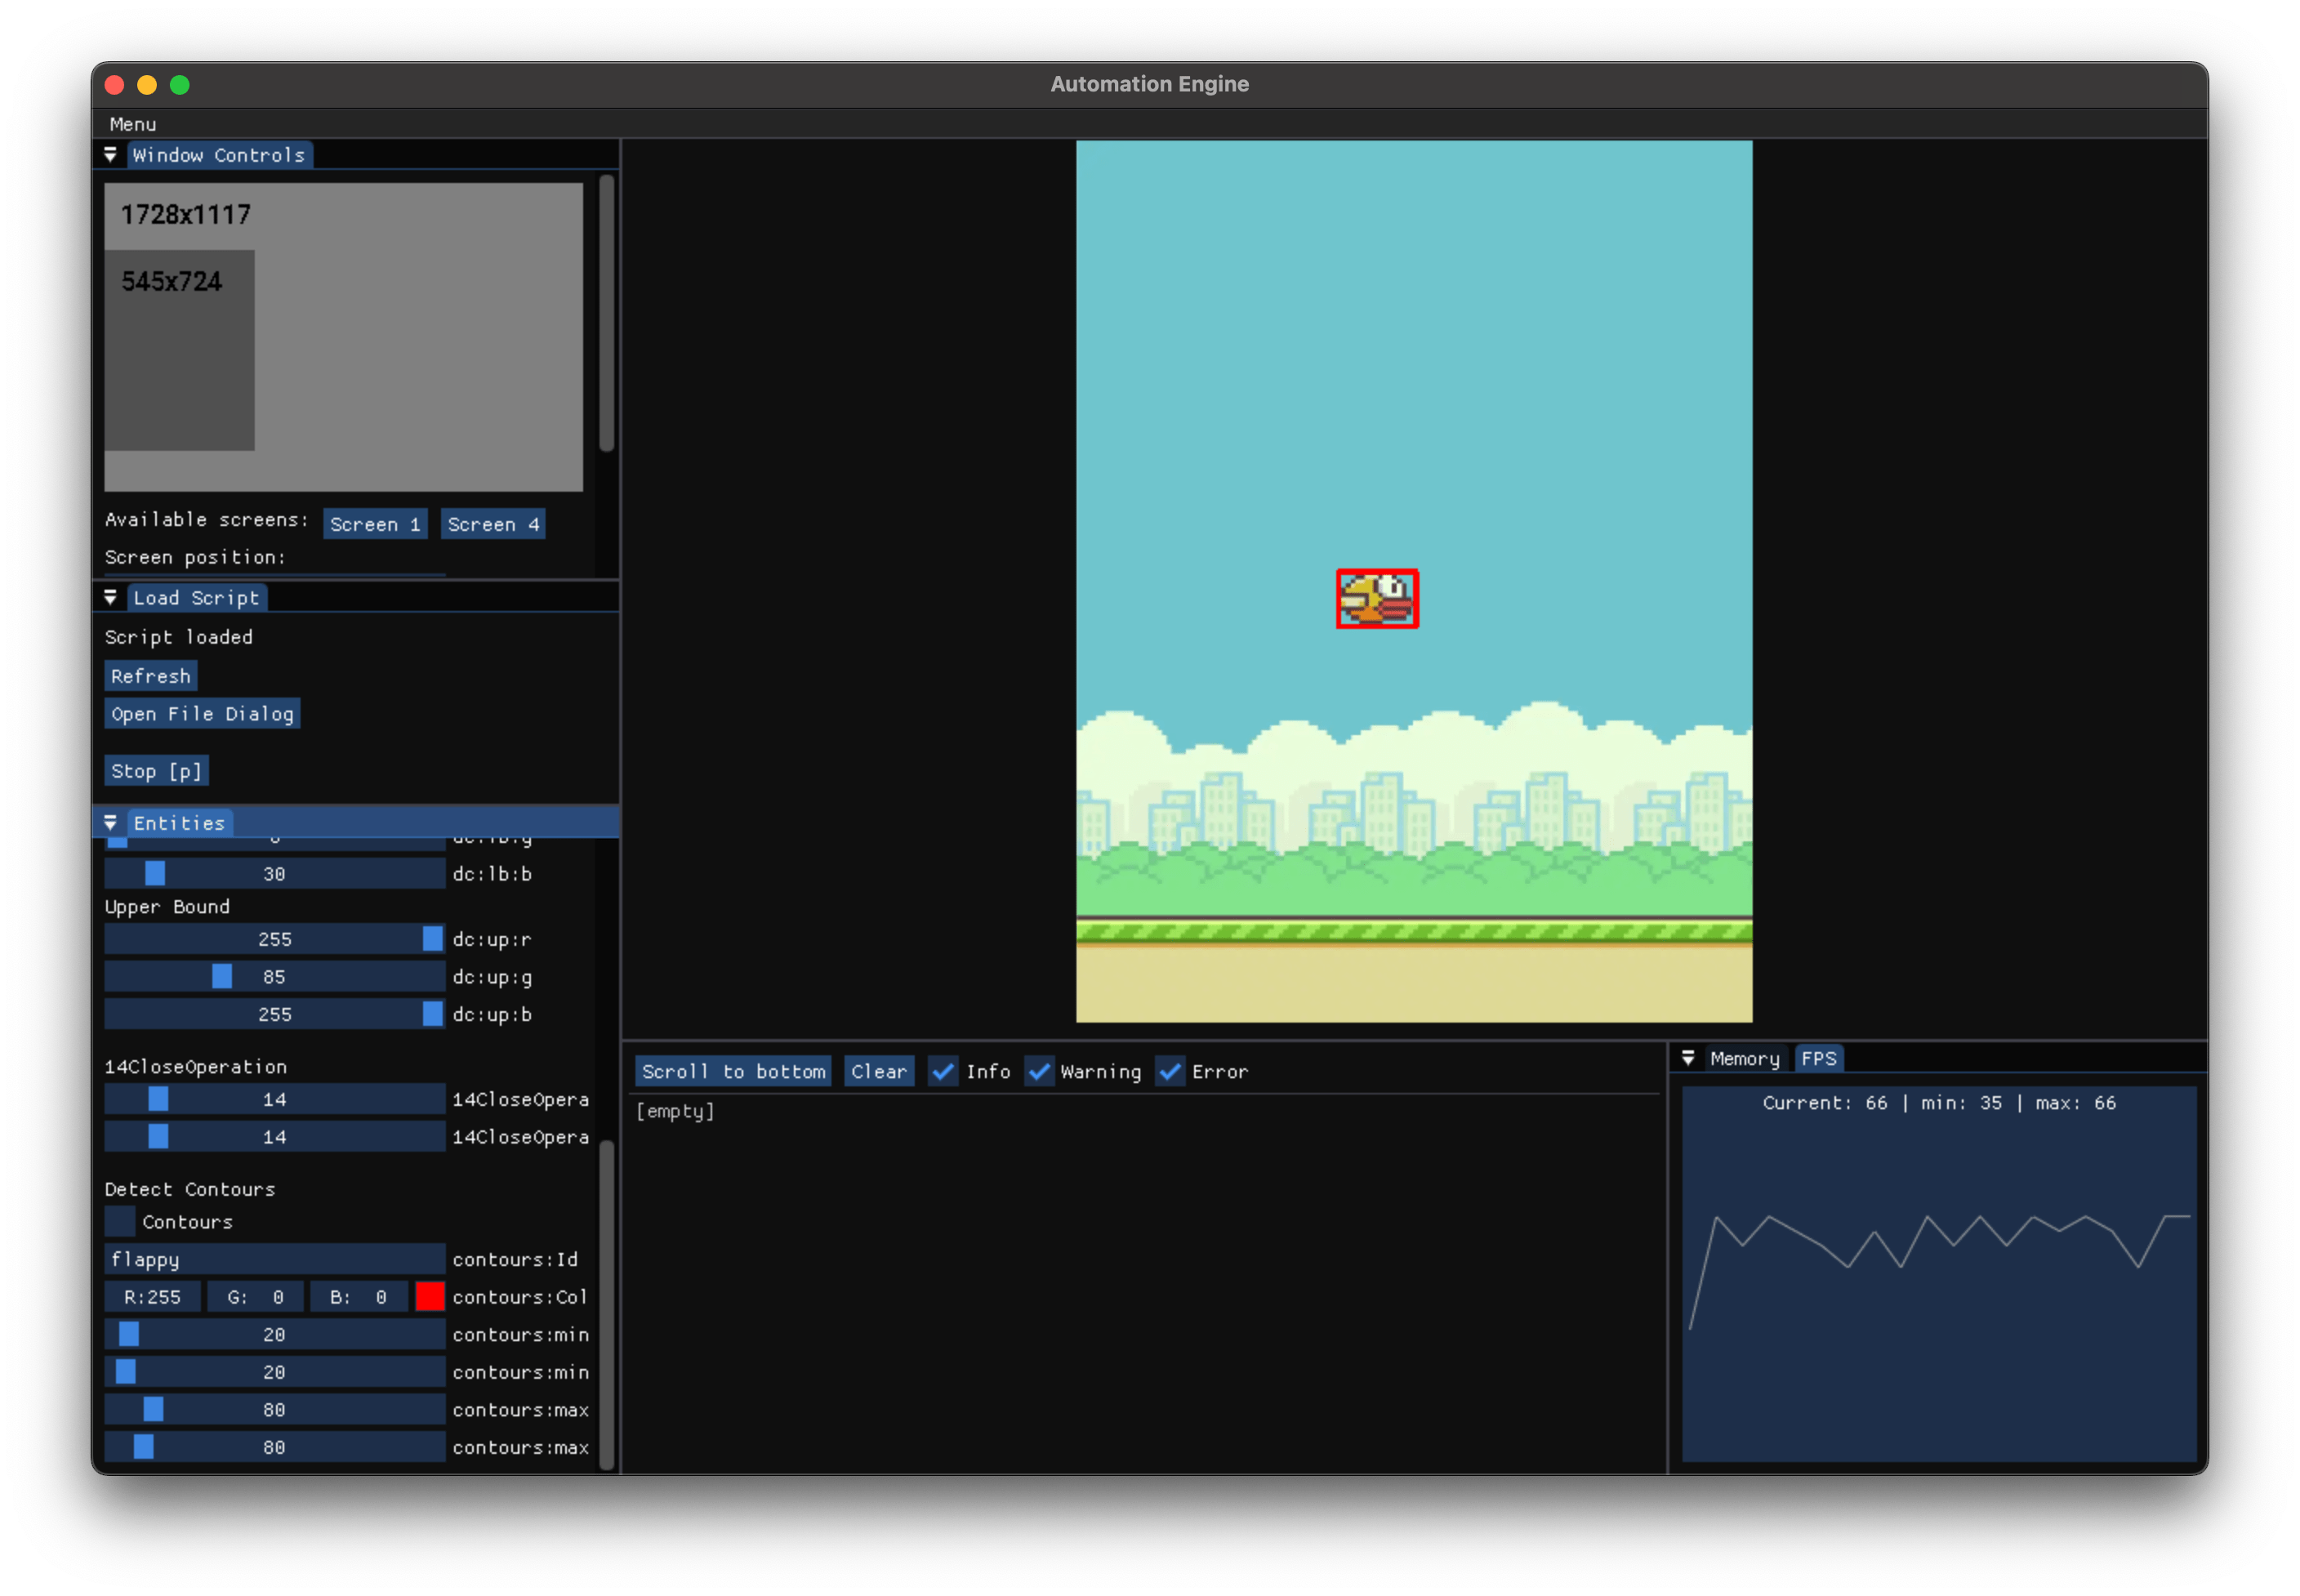 Automation Engine
Menu
Window Controls
1728x1117
545x724
Available screens: Screen 1 Screen 4
Screen position:
Load Script
Script loaded
Refresh
Open File Dialog
Stop [p]
Entities
30 dc:lb:b
Upper Bound
255 dc:up:r
85 dc:up:g
255 dc:up:b
14CloseOperation
14 14CloseOpera
14 14CloseOpera
Detect Contours
Contours
flappy contours:Id
R:255 G: 0 B: 0 contours:Col
20 contours:min
20 contours:min
80 contours:max
80 contours:max
Scroll to bottom Clear Info Warning Error
[empty]
Memory FPS
Current: 66 | min: 35 | max: 66